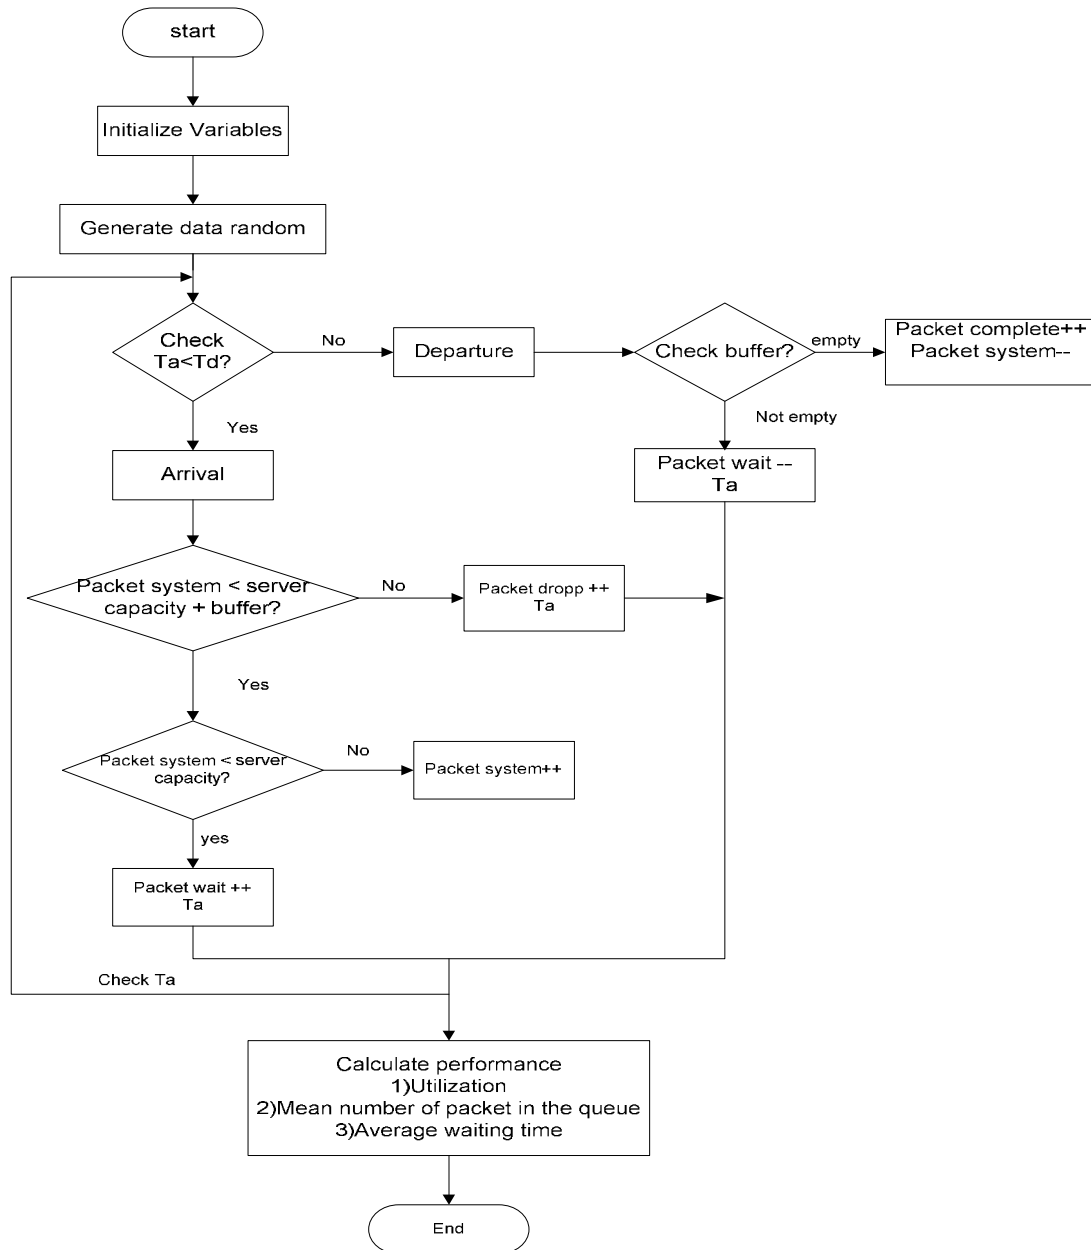 start
Initialize Variables
Generate data random
Check
Ta<Td?
No
Departure
Check buffer?
empty
Packet complete++
Packet system--
Yes
Not empty
Arrival
Packet wait --
Ta
Packet system < server
capacity + buffer?
No
Packet dropp ++
Ta
Yes
Packet system < server
capacity?
No
Packet system++
yes
Packet wait ++
Ta
Check Ta
Calculate performance
1)Utilization
2)Mean number of packet in the queue
3)Average waiting time
End